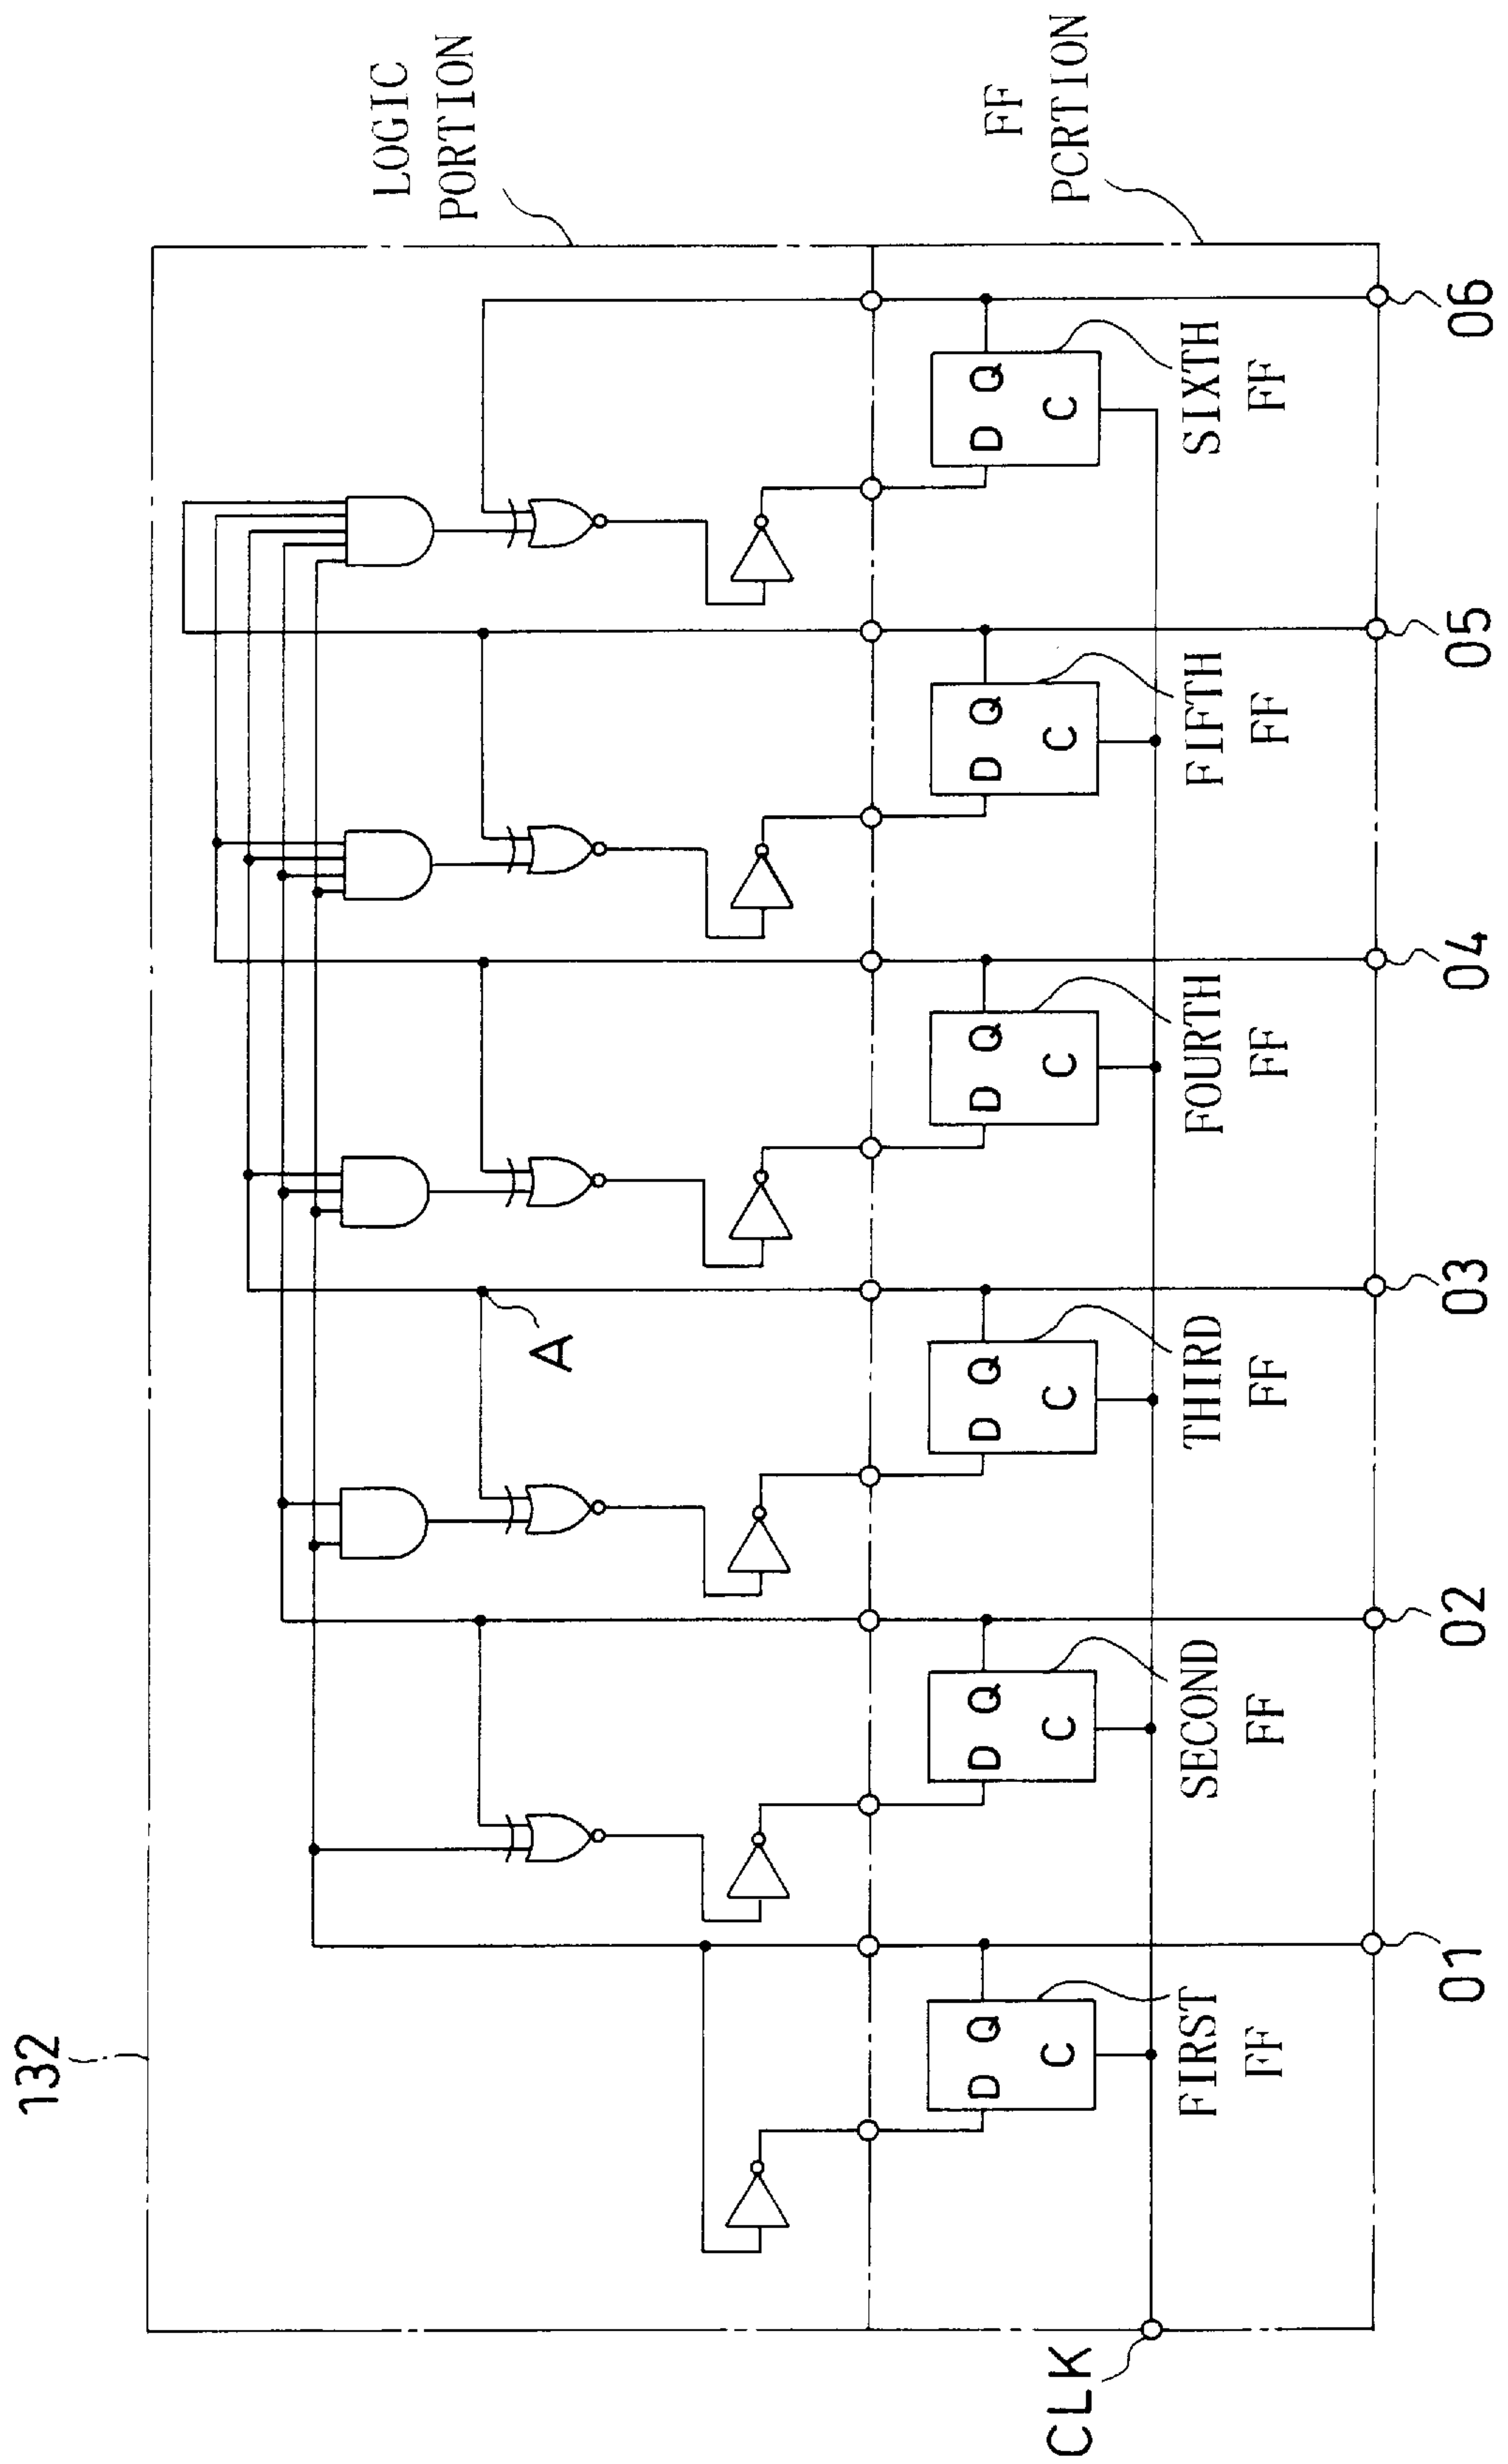 132
LOGIC
PORTION
FF
PCRTION
D Q
C
FIRST
FF
D Q
C
SECOND
FF
A
D Q
C
THIRD
FF
D Q
C
FOURTH
FF
D Q
C
FIFTH
FF
D Q
C
SIXTH
FF
CLK
01
02
03
04
05
06